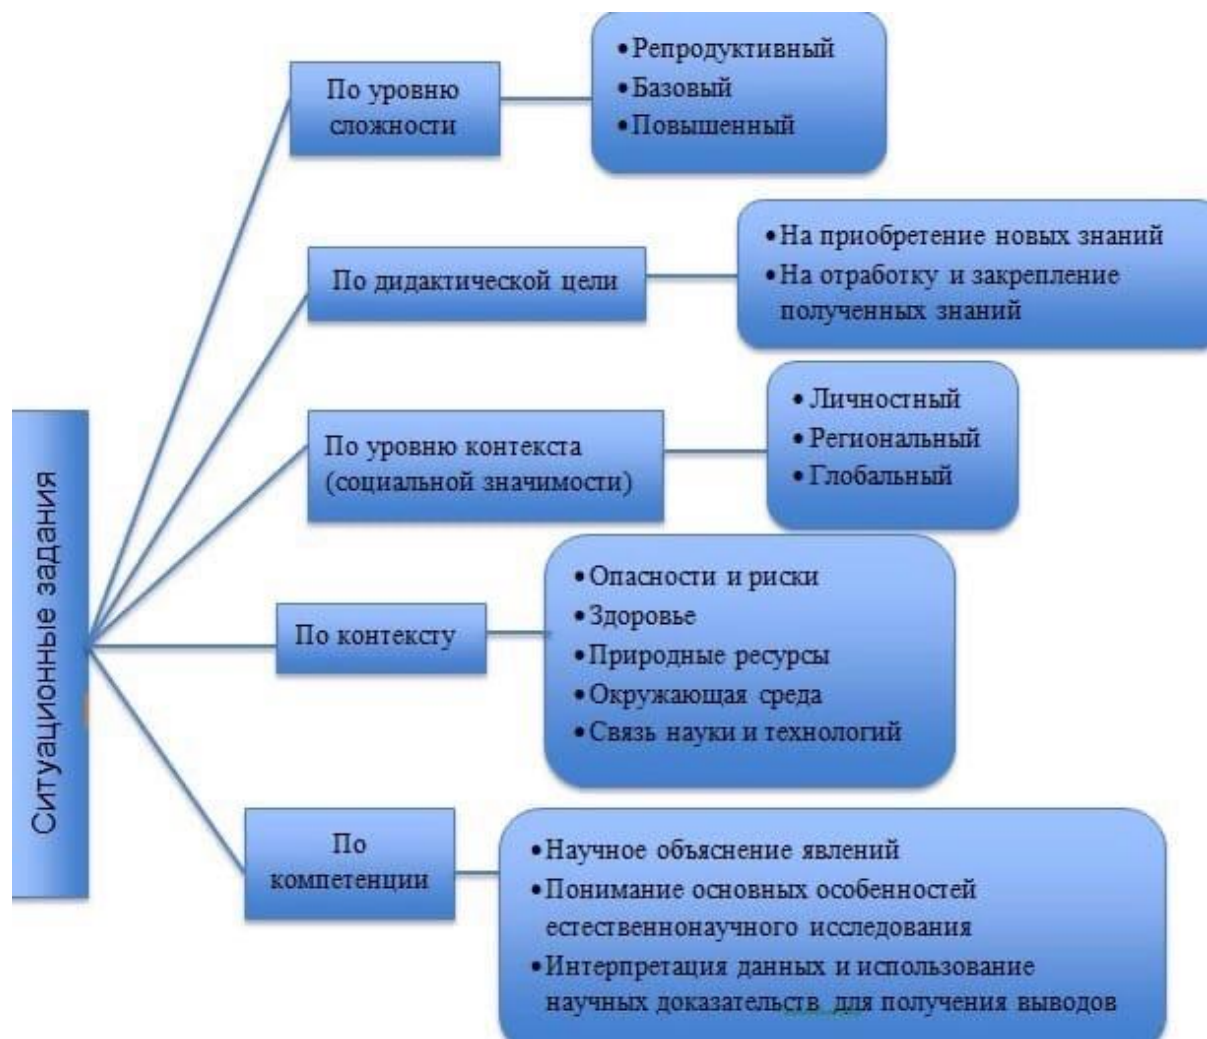 Ситуационные задания
По уровню
сложности
•Репродуктивный
•Базовый
•Повышенный
По дидактической цели
•На приобретение новых знаний
•На отработку и закрепление
полученных знаний
По уровню контекста
(социальной значимости)
•Личностный
•Региональный
•Глобальный
По контексту
•Опасности и риски
•Здоровье
•Природные ресурсы
•Окружающая среда
•Связь науки и технологий
По
компетенции
•Научное объяснение явлений
•Понимание основных особенностей
естественнонаучного исследования
•Интерпретация данных и использование
научных доказательств для получения выводов